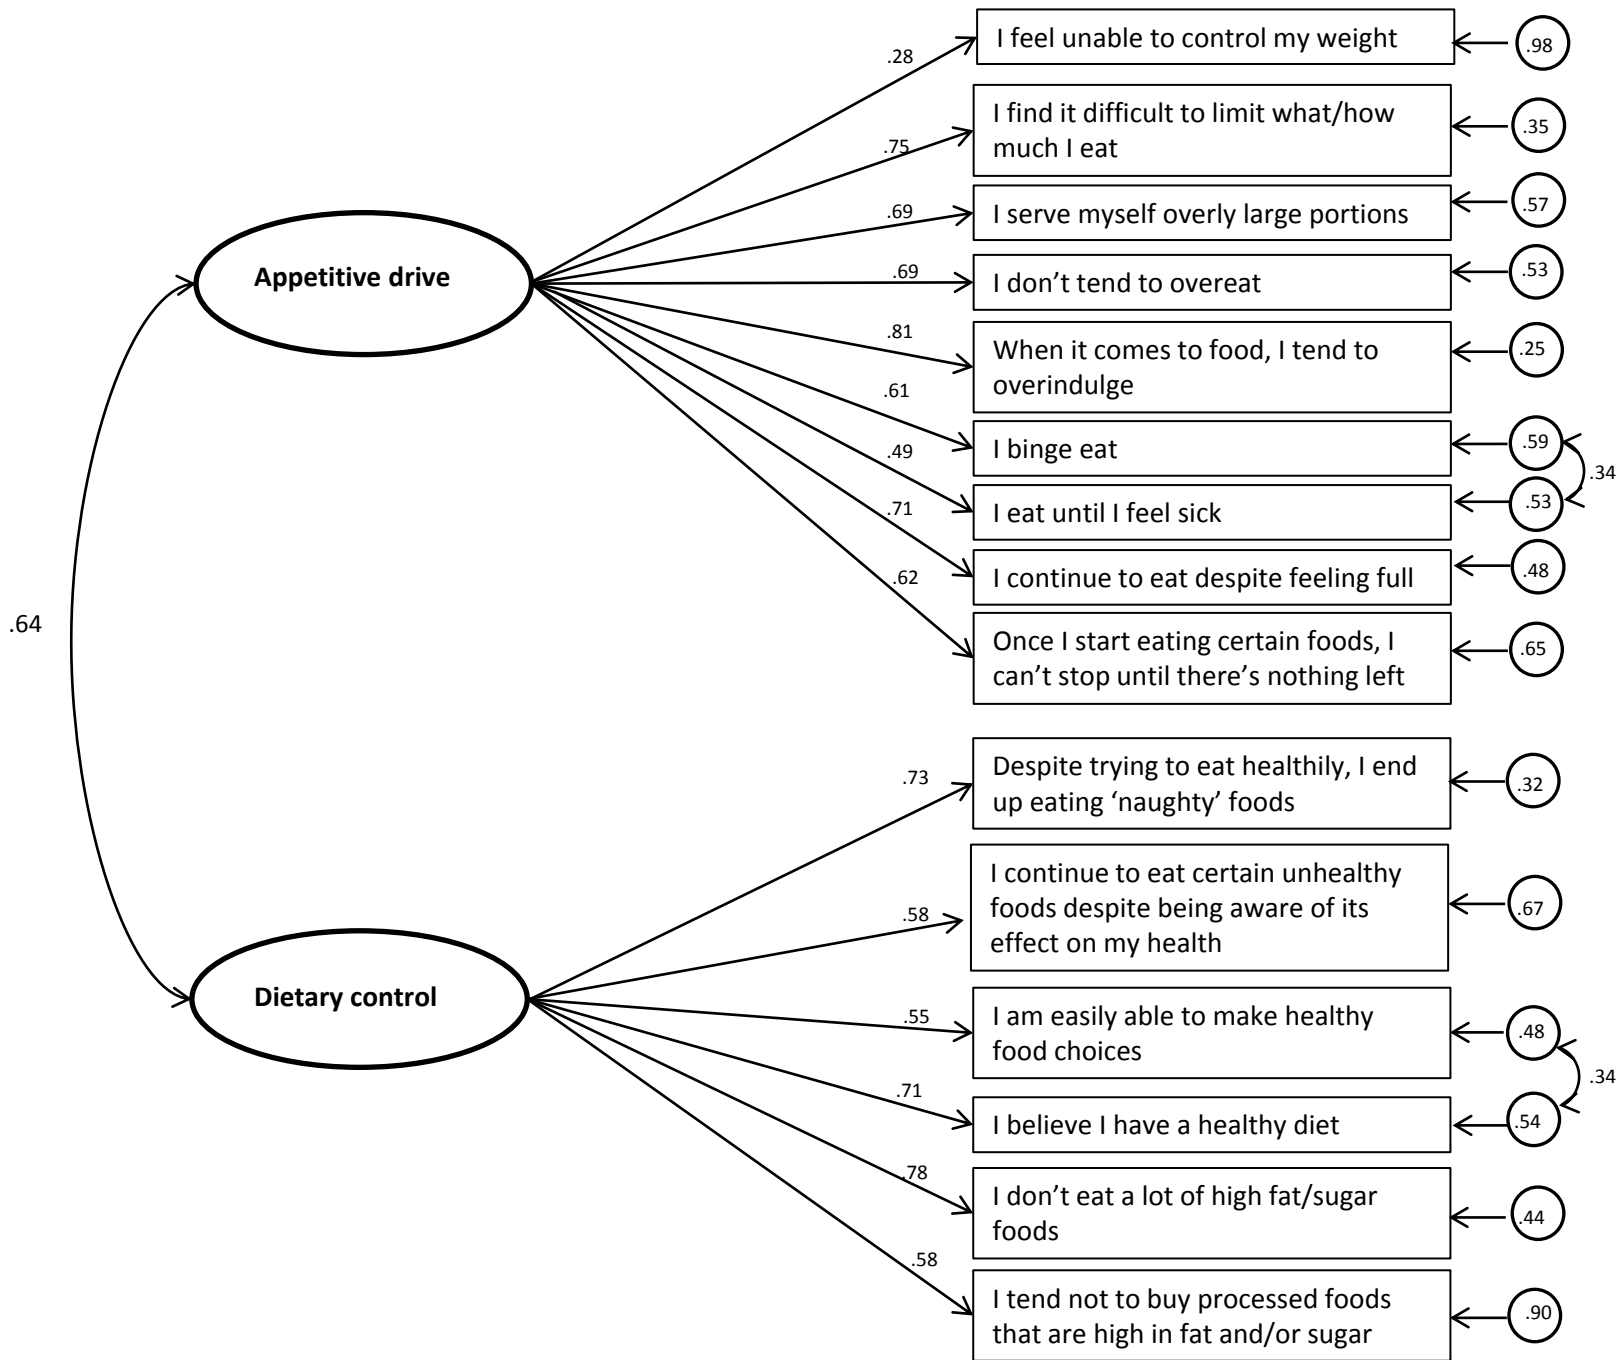 I feel unable to control my weight
.98
.28
I find it difficult to limit what/how
much I eat
.35
.75
I serve myself overly large portions
.57
.69
Appetitive drive
I don't tend to overeat
.53
.69
When it comes to food, I tend to
overindulge
.25
.81
I binge eat
.59
.61
.34
I eat until I feel sick
.53
.49
I continue to eat despite feeling full
.48
.71
Once I start eating certain foods, I
can't stop until there's nothing left
.65
.62
.64
Despite trying to eat healthily, I end
up eating ‘naughty’ foods
.32
.73
I continue to eat certain unhealthy
foods despite being aware of its
effect on my health
.67
.58
Dietary control
I am easily able to make healthy
food choices
.48
.55
.34
I believe I have a healthy diet
.54
.71
I don't eat a lot of high fat/sugar
foods
.44
.78
I tend not to buy processed foods
that are high in fat and/or sugar
.90
.58